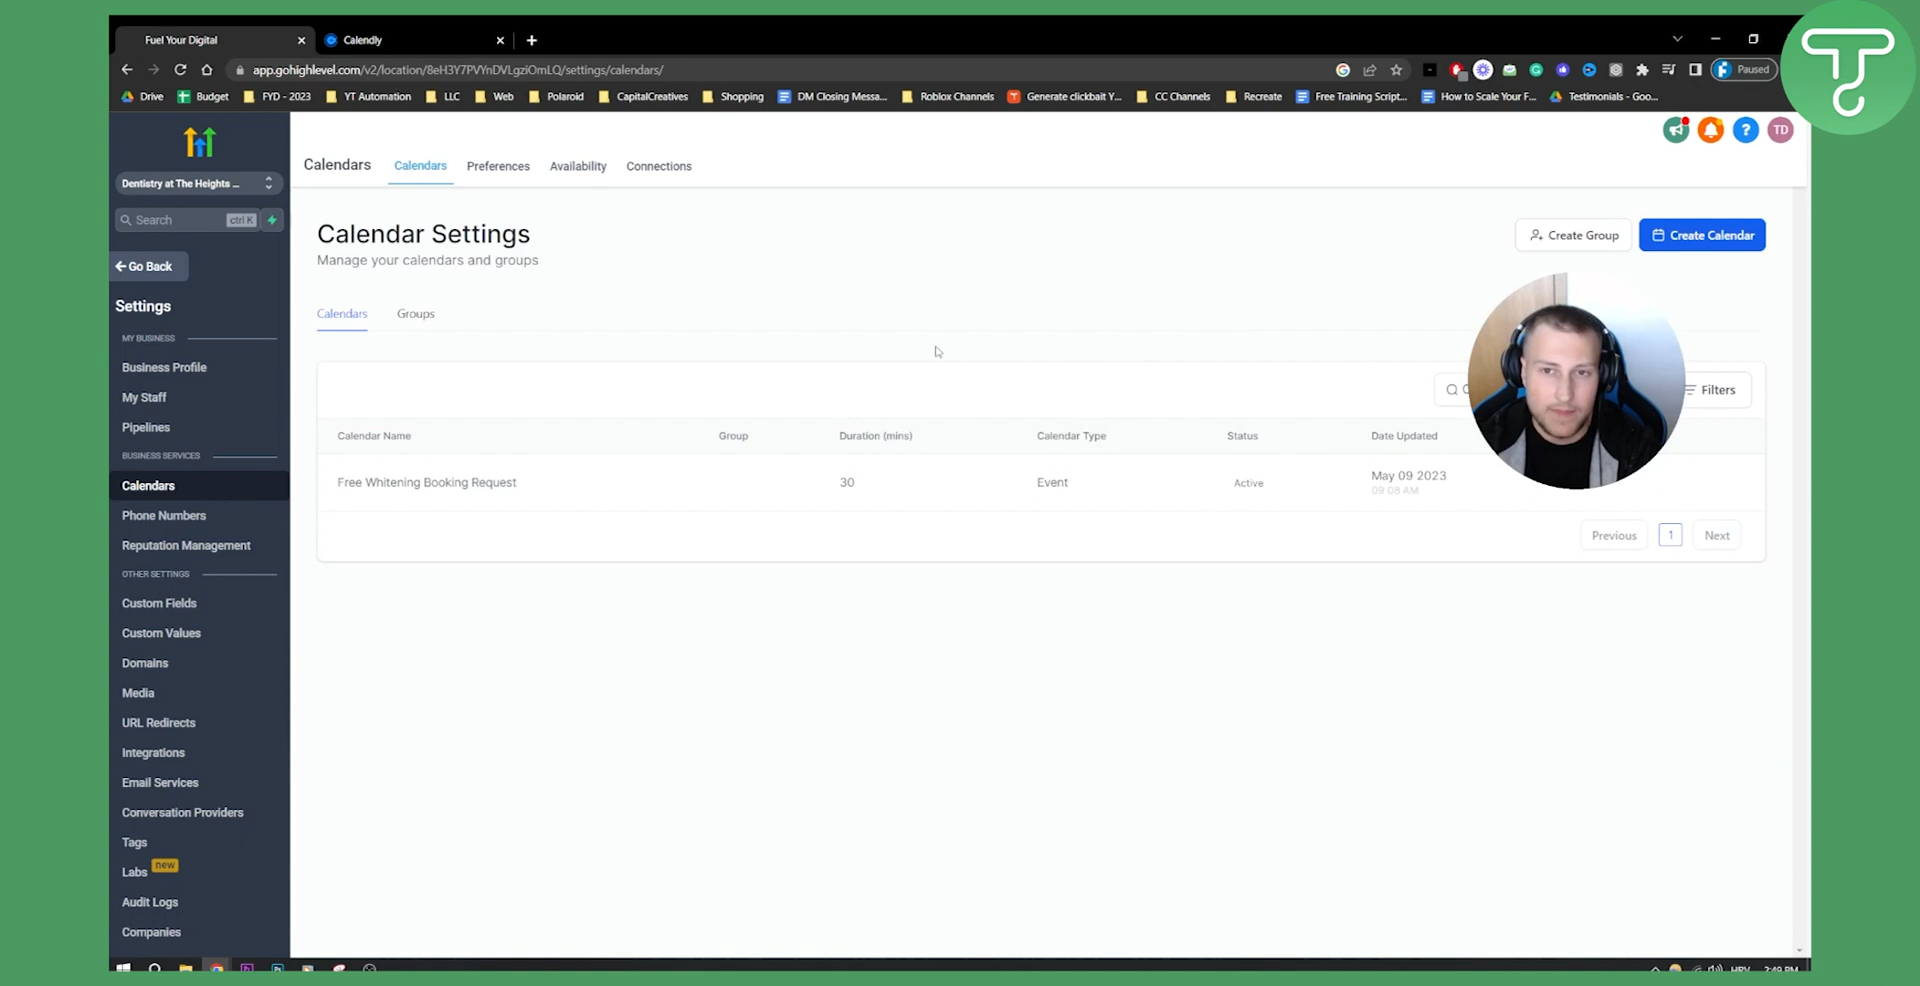 Fuel Your Digital
Calendly
app.gohighlevel.com/v2/location/8eH3Y7PVYnDVLgziOmLQ/settings/calendars/
Paused
Drive Budget FYD - 2023 YT Automation LLC Web Polaroid CapitalCreatives Shopping DM Closing Messa... Roblox Channels Generate clickbait Y... CC Channels Recreate Free Training Script... How to Scale Your F... Testimonials - Goo...
Dentistry at The Heights ...
Search ctrl K
Go Back
Settings
MY BUSINESS
Business Profile
My Staff
Pipelines
BUSINESS SERVICES
Calendars
Phone Numbers
Reputation Management
OTHER SETTINGS
Custom Fields
Custom Values
Domains
Media
URL Redirects
Integrations
Email Services
Conversation Providers
Tags
Labs new
Audit Logs
Companies
TD
Calendars Calendars Preferences Availability Connections
Calendar Settings
Manage your calendars and groups
Create Group
Create Calendar
Calendars Groups
Filters
Calendar Name Group Duration (mins) Calendar Type Status Date Updated
Free Whitening Booking Request 30 Event Active May 09 2023
09 08 AM
Previous 1 Next
HRV 2:49 PM